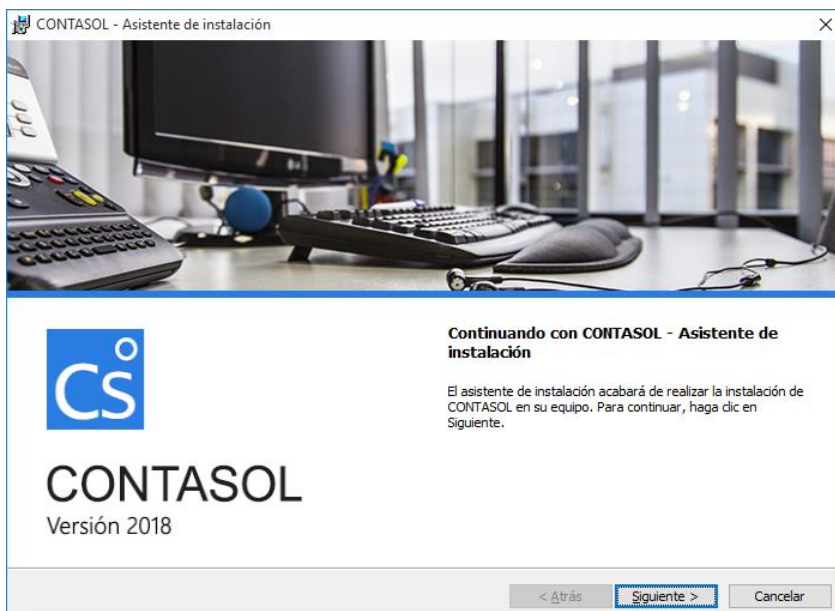 CONTASOL - Asistente de instalación
Continuando con CONTASOL - Asistente de
instalación
El asistente de instalación acabará de realizar la instalación de
CONTASOL en su equipo. Para continuar, haga clic en
Siguiente.
Cs
CONTASOL
Versión 2018
< Atrás
Siguiente >
Cancelar